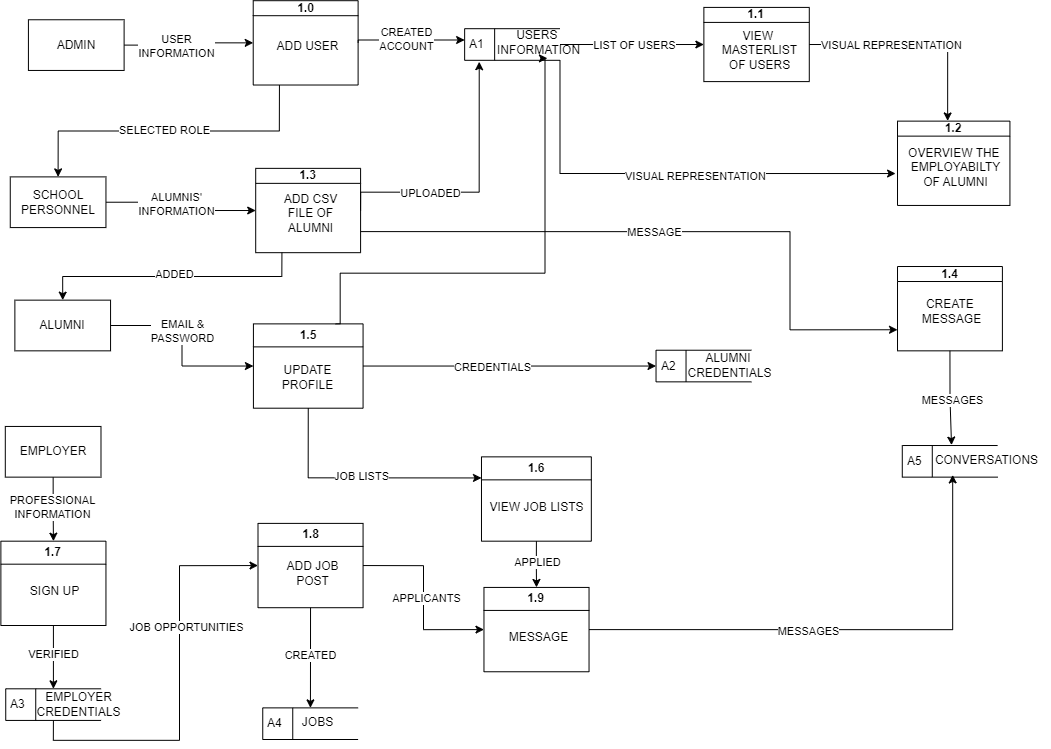 1.0
ADMIN
USER
INFORMATION
ADD USER
CREATED
ACCOUNT
A1
USERS
INFORMATION
LIST OF USERS
1.1
VIEW
MASTERLIST
OF USERS
VISUAL REPRESENTATION
SELECTED ROLE
1.2
OVERVIEW THE
EMPLOYABILTY
OF ALUMNI
VISUAL REPRESENTATION
SCHOOL
PERSONNEL
ALUMNIS'
INFORMATION
1.3
ADD CSV
FILE OF
ALUMNI
UPLOADED
MESSAGE
ADDED
1.4
CREATE
MESSAGE
ALUMNI
EMAIL &
PASSWORD
1.5
UPDATE
PROFILE
CREDENTIALS
A2
ALUMNI
CREDENTIALS
MESSAGES
EMPLOYER
A5
CONVERSATIONS
JOB LISTS
1.6
VIEW JOB LISTS
PROFESSIONAL
INFORMATION
1.7
SIGN UP
1.8
ADD JOB
POST
APPLIED
APPLICANTS
1.9
MESSAGE
MESSAGES
JOB OPPORTUNITIES
VERIFIED
CREATED
A3
EMPLOYER
CREDENTIALS
A4
JOBS